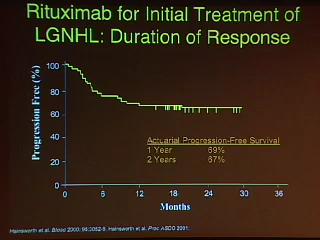 Rituximab for Initial Treatment of
LGNHL: Duration of Response
Progression Free (%)
100
80
60
40
20
0
Actuarial Progression-Free Survival
1 Year 69%
2 Years 67%
0 6 12 18 24 30 36
Months
Hainsworth et al. Blood 2000; 95:3052-6. Hainsworth et al. Proc ASCO 2001.